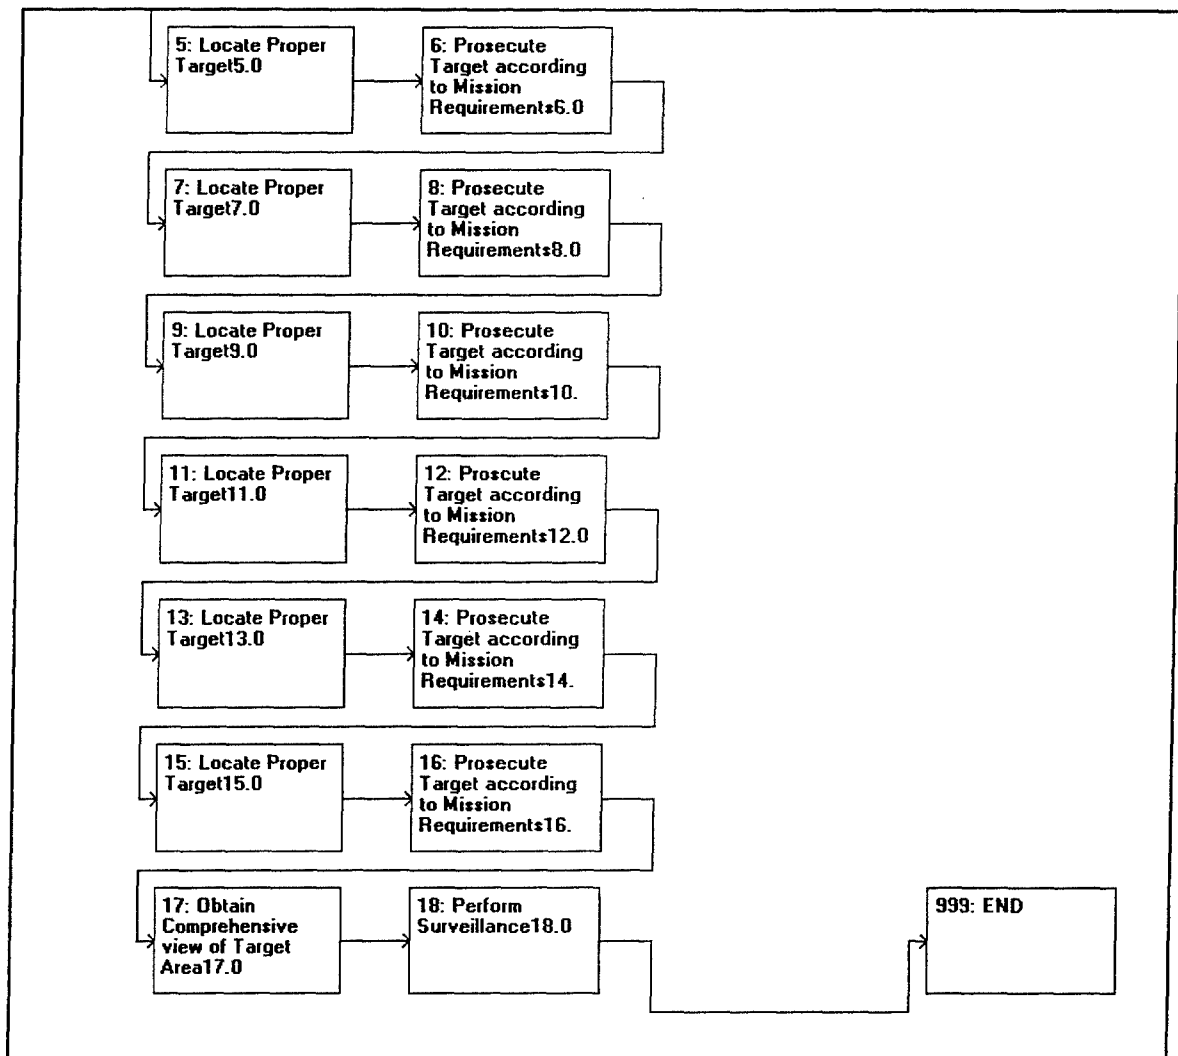 5: Locate Proper
Target5.0
6: Prosecute
Target according
to Mission
Requirements6.0
7: Locate Proper
Target7.0
8: Prosecute
Target according
to Mission
Requirements8.0
9: Locate Proper
Target9.0
10: Prosecute
Target according
to Mission
Requirements10.
11: Locate Proper
Target11.0
12: Proscute
Target according
to Mission
Requirements12.0
13: Locate Proper
Target13.0
14: Prosecute
Target according
to Mission
Requirements14.
15: Locate Proper
Target15.0
16: Prosecute
Target according
to Mission
Requirements16.
17: Obtain
Comprehensive
view of Target
Area17.0
18: Perform
Surveillance18.0
999: END